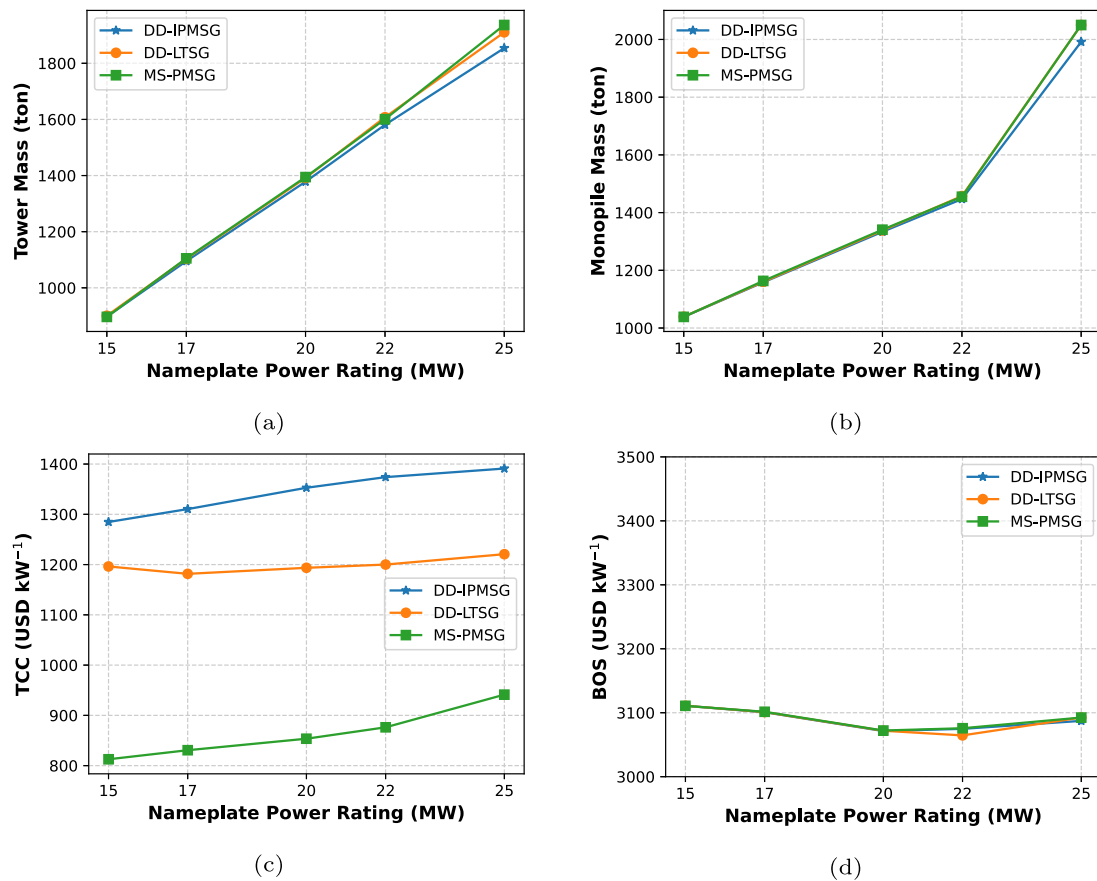 DD-IPMSG
DD-LTSG
MS-PMSG
1800
1600
1400
1200
1000
Tower Mass (ton)
15 17 20 22 25
Nameplate Power Rating (MW)
(a)
DD-IPMSG
DD-LTSG
MS-PMSG
2000
1800
1600
1400
1200
1000
Monopile Mass (ton)
15 17 20 22 25
Nameplate Power Rating (MW)
(b)
1400
1300
1200
1100
1000
900
800
TCC (USD kW⁻¹)
DD-IPMSG
DD-LTSG
MS-PMSG
15 17 20 22 25
Nameplate Power Rating (MW)
(c)
3500
3400
3300
3200
3100
3000
BOS (USD kW⁻¹)
DD-IPMSG
DD-LTSG
MS-PMSG
15 17 20 22 25
Nameplate Power Rating (MW)
(d)